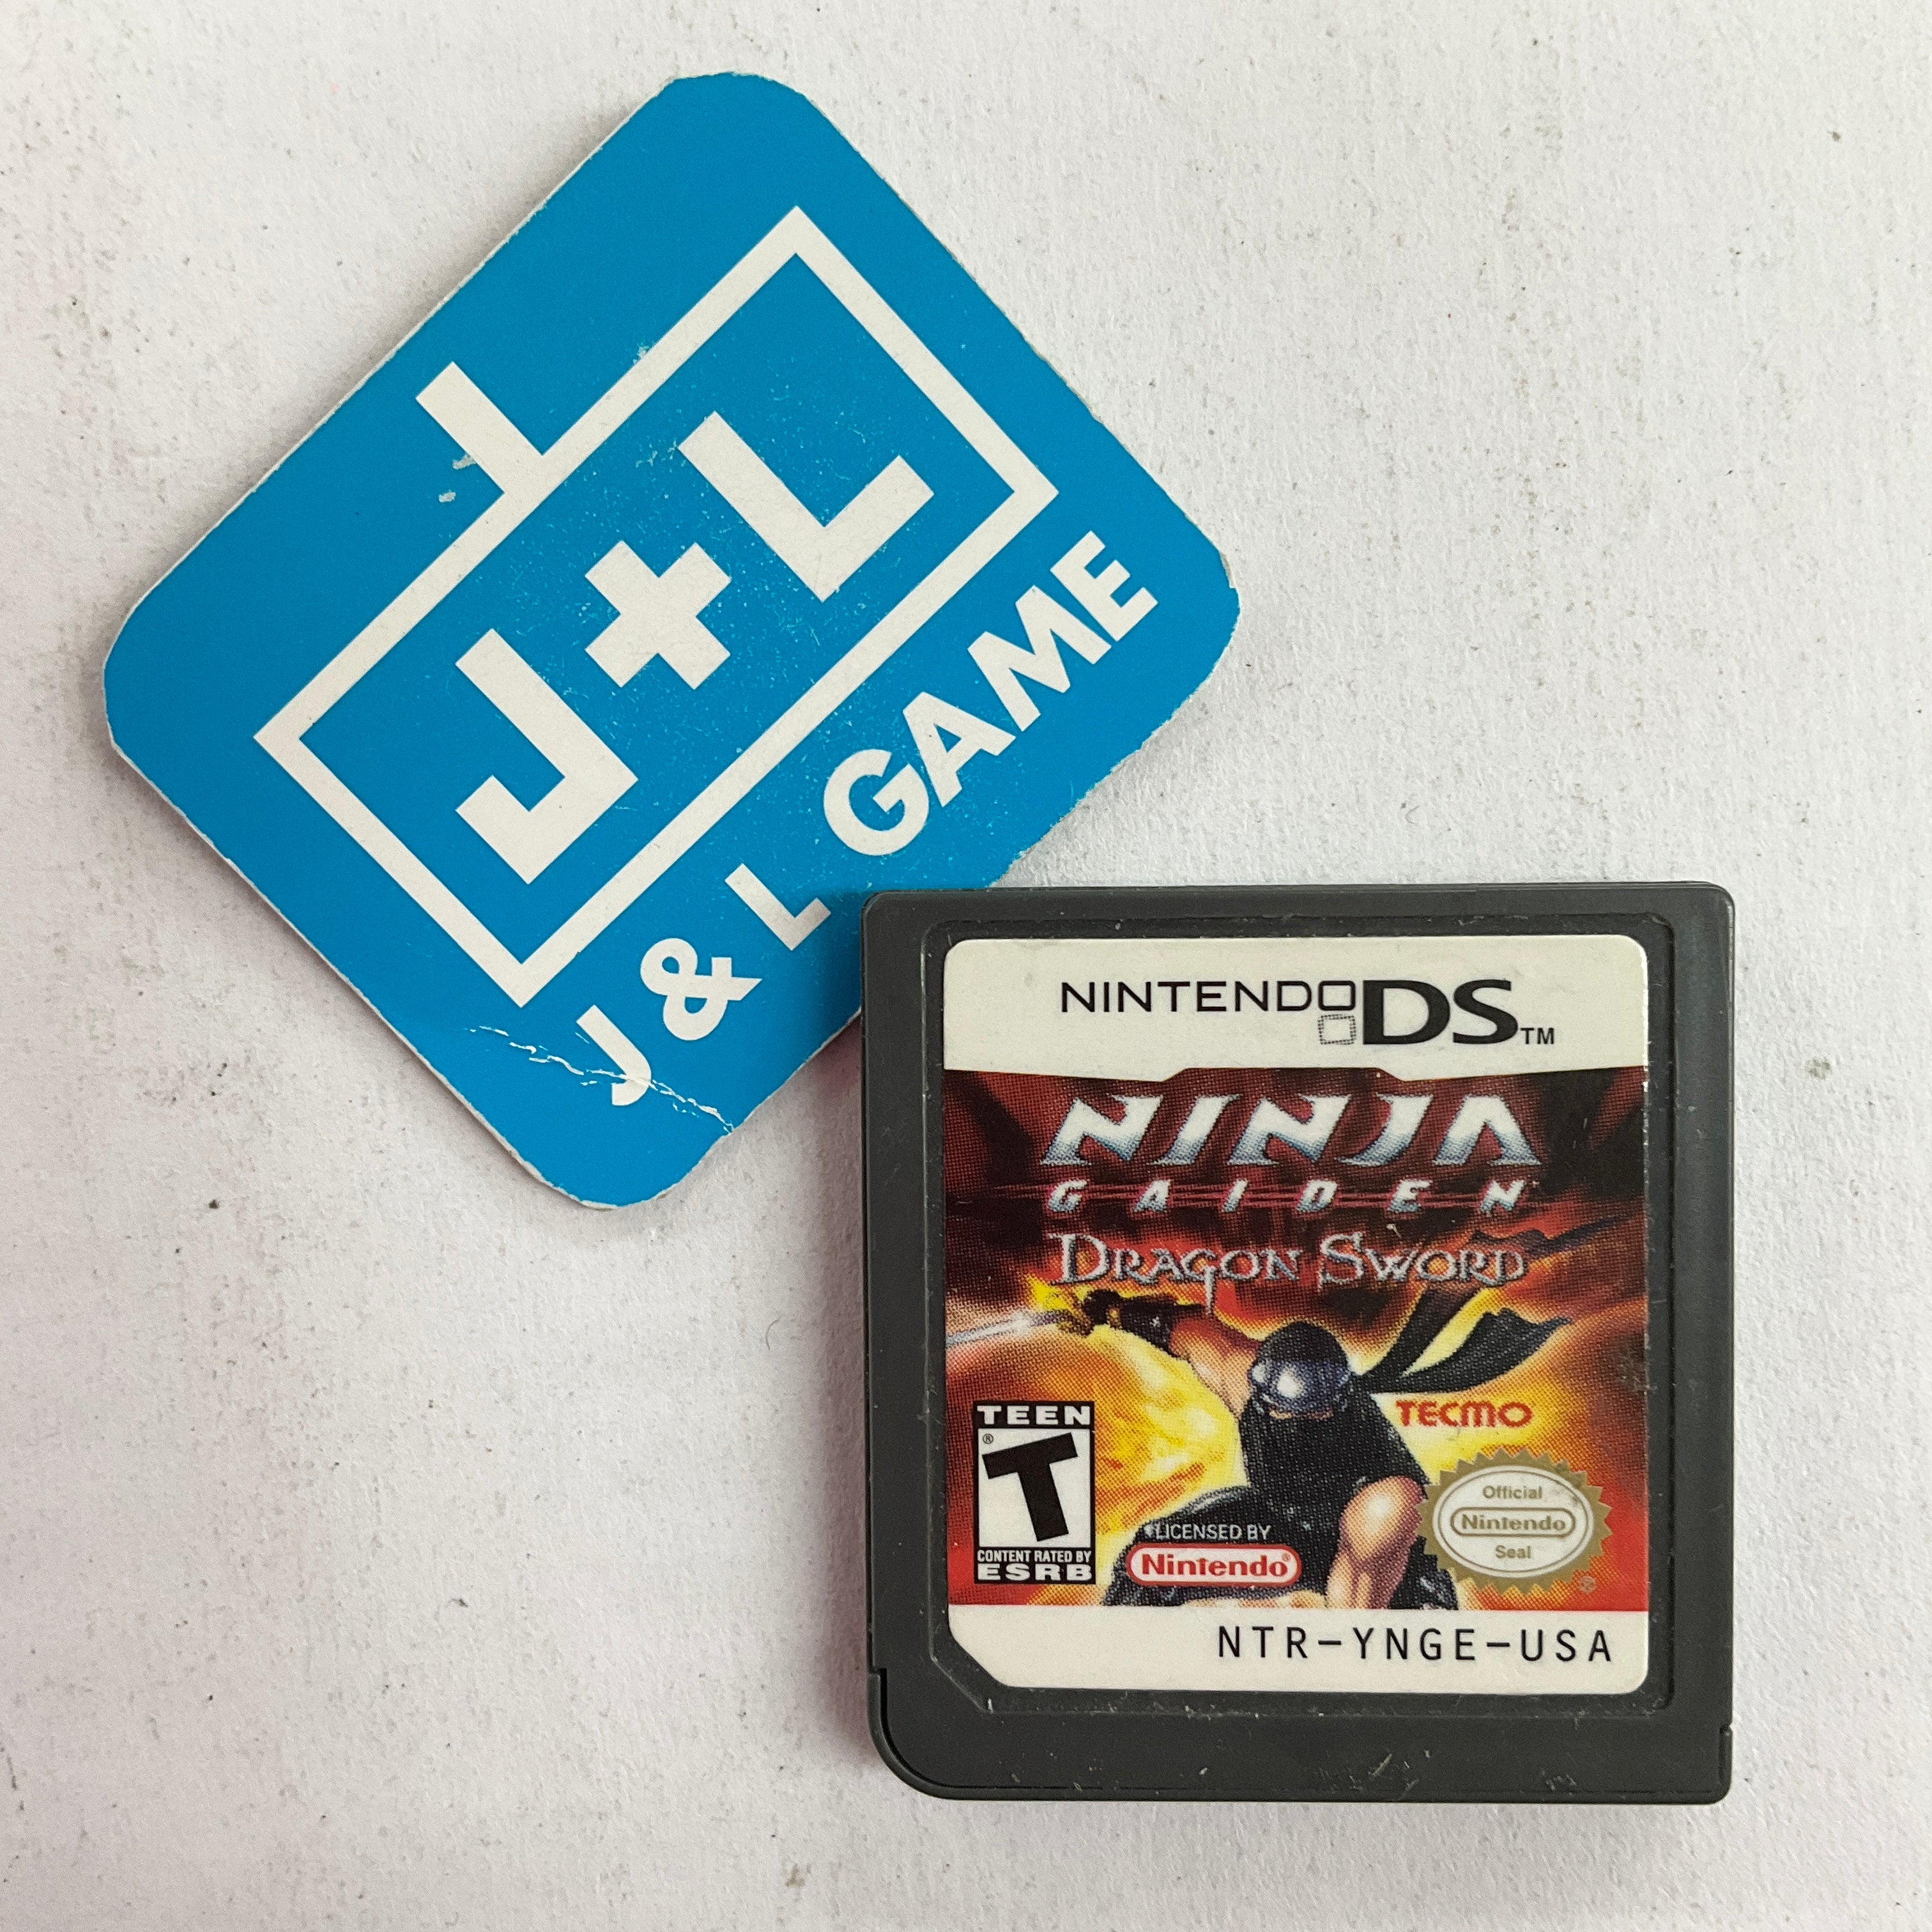 J+L
J & L GAME
NINTENDO DS TM
NINJA
GAIDEN
DRAGON SWORD
TECMO
TEEN
®
T
CONTENT RATED BY
ESRB
LICENSED BY
Nintendo®
Official
Nintendo
Seal
®
NTR-YNGE-USA